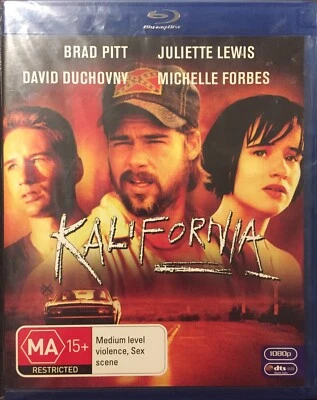 Blu-ray Disc
BRAD PITT JULIETTE LEWIS
DAVID DUCHOVNY MICHELLE FORBES
KALIFORNIA
MA 15+
RESTRICTED
Medium level
violence, Sex
scene
1080p
dts